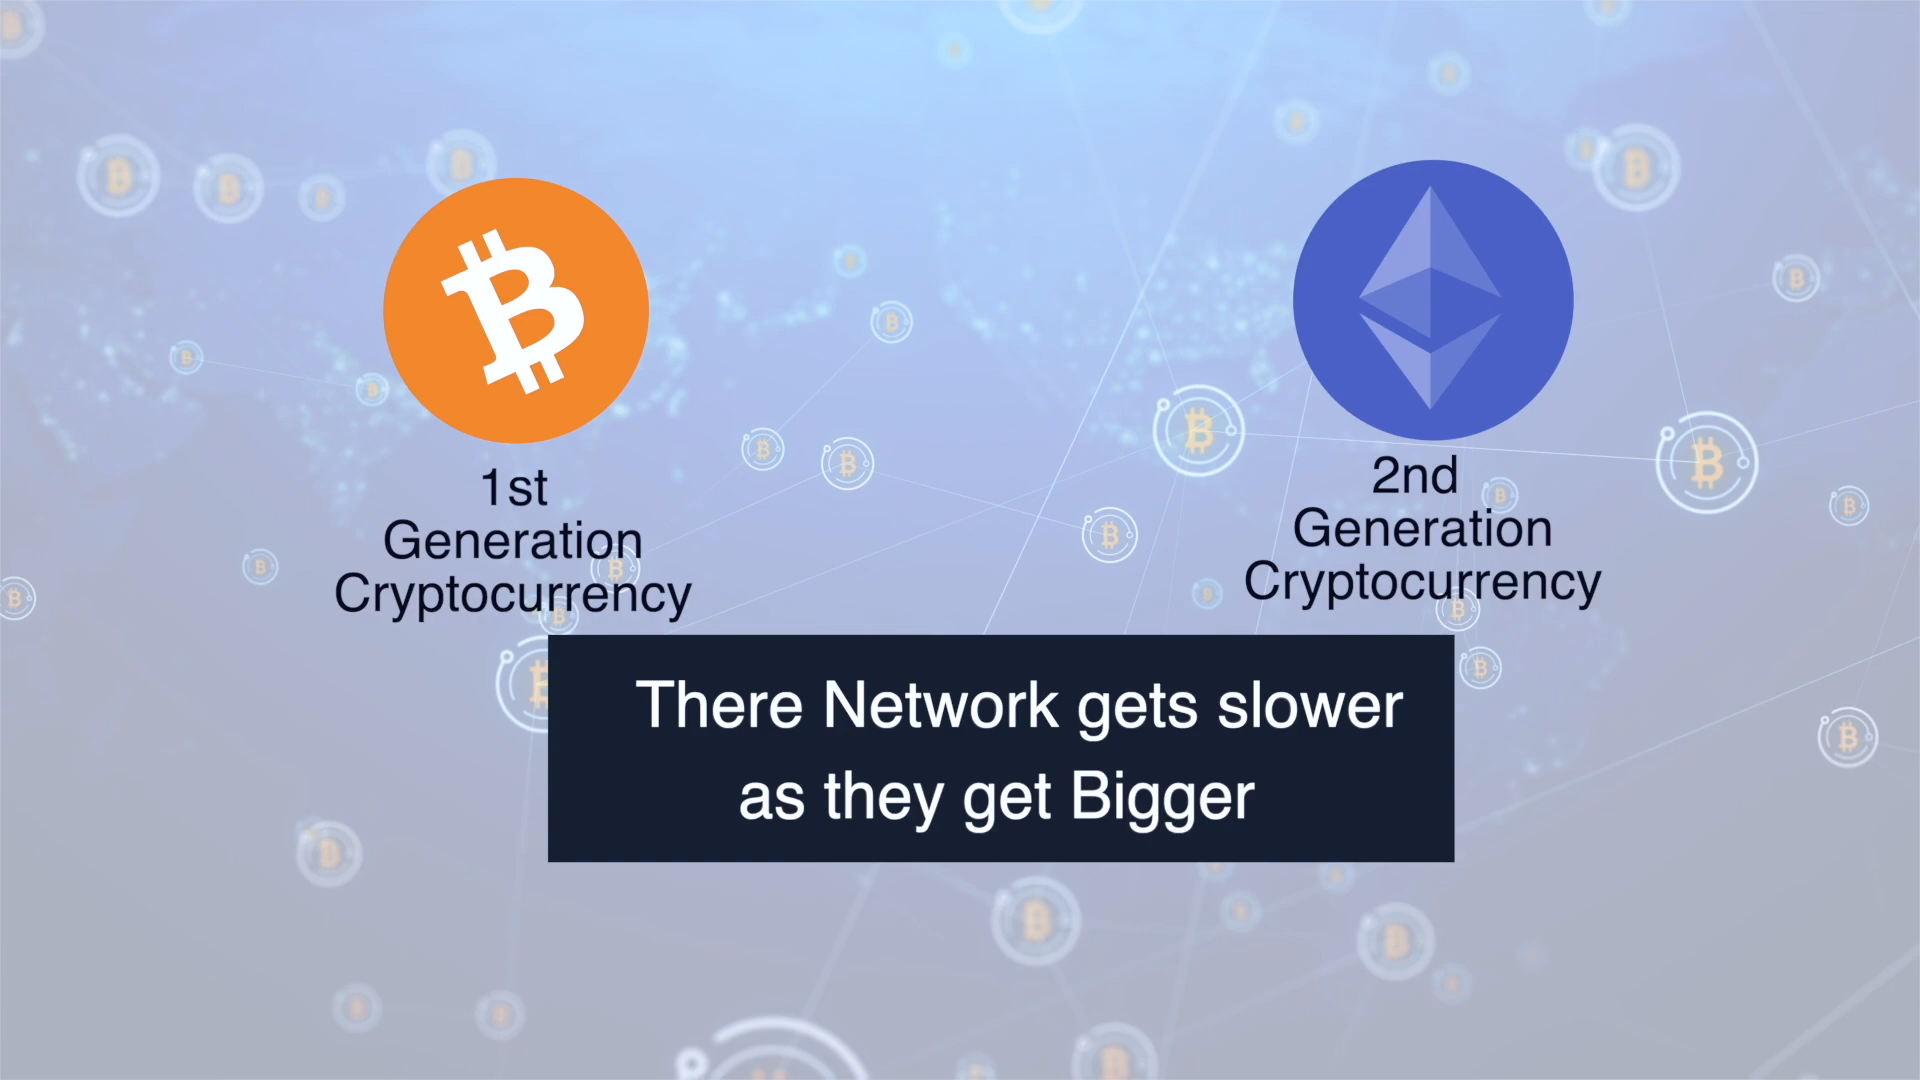 1st
Generation
Cryptocurrency
2nd
Generation
Cryptocurrency
There Network gets slower
as they get Bigger